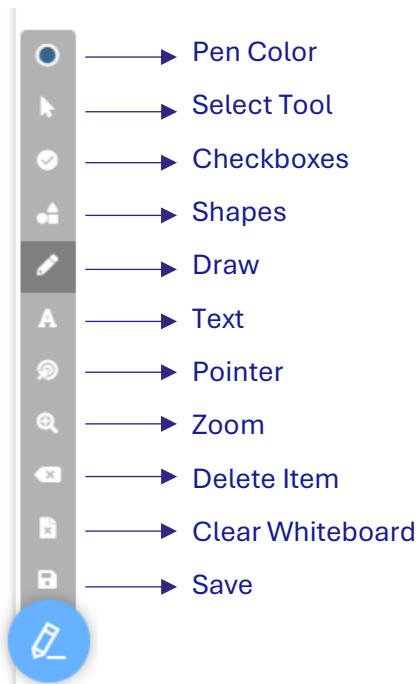 Pen Color
Select Tool
Checkboxes
Shapes
Draw
A
Text
Pointer
Zoom
Delete Item
Clear Whiteboard
Save